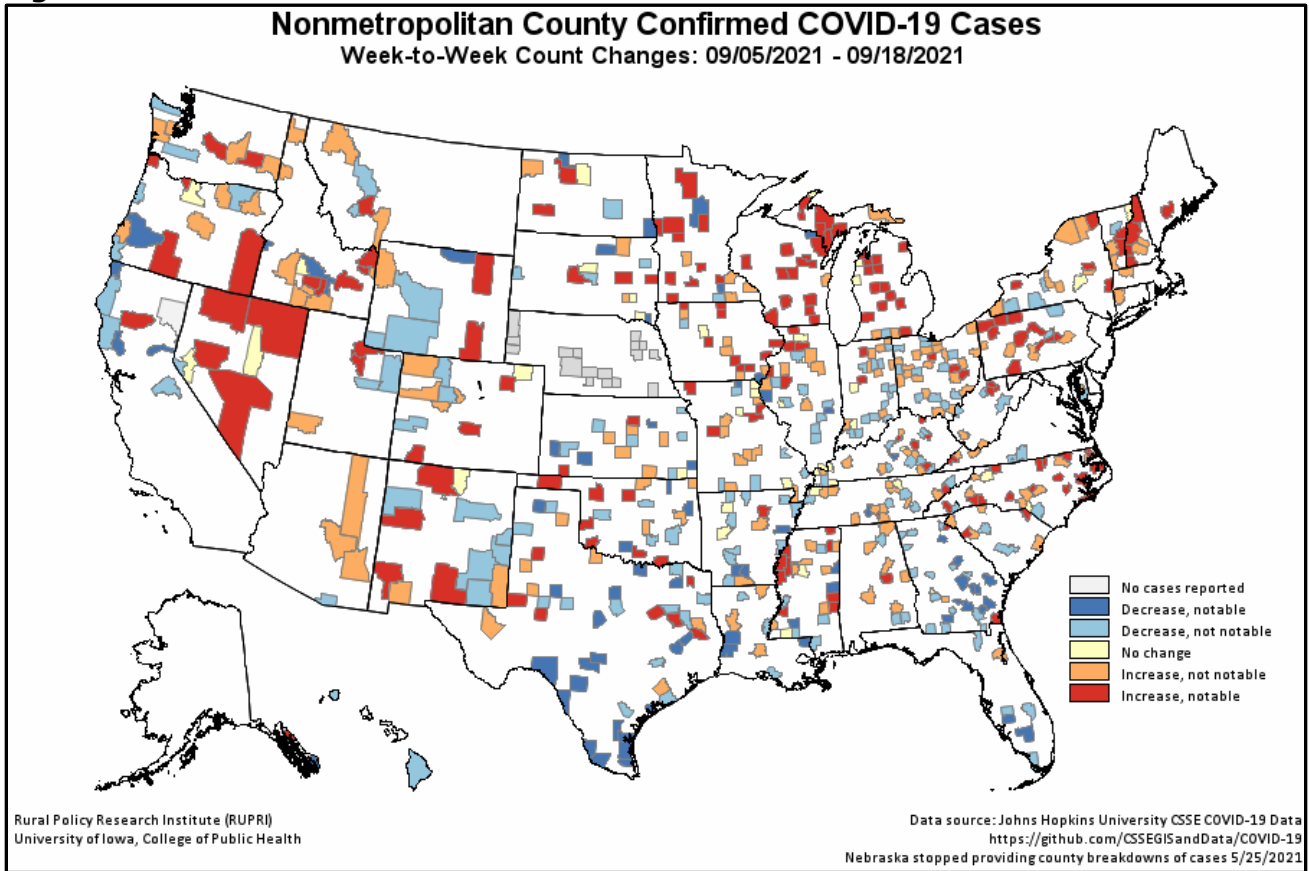 Nonmetropolitan County Confirmed COVID-19 Cases
Week-to-Week Count Changes: 09/05/2021 - 09/18/2021
No cases reported
Decrease, notable
Decrease, not notable
No change
Increase, not notable
Increase, notable
Rural Policy Research Institute (RUPRI)
University of Iowa, College of Public Health
Data source: Johns Hopkins University CSSE COVID-19 Data
https://github.com/CSSEGISandData/COVID-19
Nebraska stopped providing county breakdowns of cases 5/25/2021